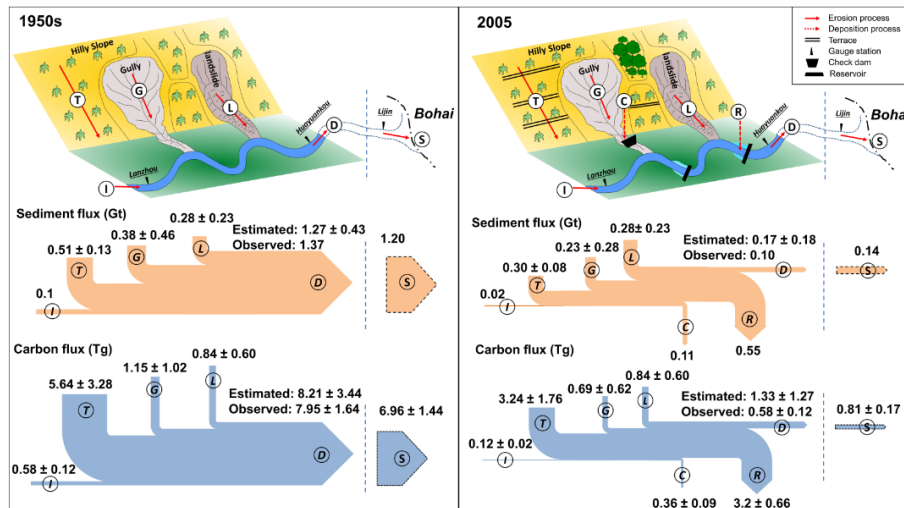 1950s
Hilly Slope
Gully
landslide
T
G
L
I
D
S
Lanzhou
Huayuankou
Lijin
Bohai
Sediment flux (Gt)
0.51 ± 0.13
0.38 ± 0.46
0.28 ± 0.23
Estimated: 1.27 ± 0.43
Observed: 1.37
1.20
0.1
T
G
L
I
D
S
Carbon flux (Tg)
5.64 ± 3.28
1.15 ± 1.02
0.84 ± 0.60
Estimated: 8.21 ± 3.44
Observed: 7.95 ± 1.64
6.96 ± 1.44
0.58 ± 0.12
T
G
L
I
D
S
2005
Erosion process
Deposition process
Terrace
Gauge station
Check dam
Reservoir
Hilly Slope
Gully
landslide
T
G
C
L
R
I
D
S
Lanzhou
Huayuankou
Lijin
Bohai
Sediment flux (Gt)
0.30 ± 0.08
0.23 ± 0.28
0.28± 0.23
Estimated: 0.17 ± 0.18
Observed: 0.10
0.14
0.02
T
G
L
I
D
S
C
R
0.11
0.55
Carbon flux (Tg)
3.24 ± 1.76
0.69 ± 0.62
0.84 ± 0.60
Estimated: 1.33 ± 1.27
Observed: 0.58 ± 0.12
0.81 ± 0.17
0.12 ± 0.02
T
G
L
I
D
S
C
R
0.36 ± 0.09
3.2 ± 0.66